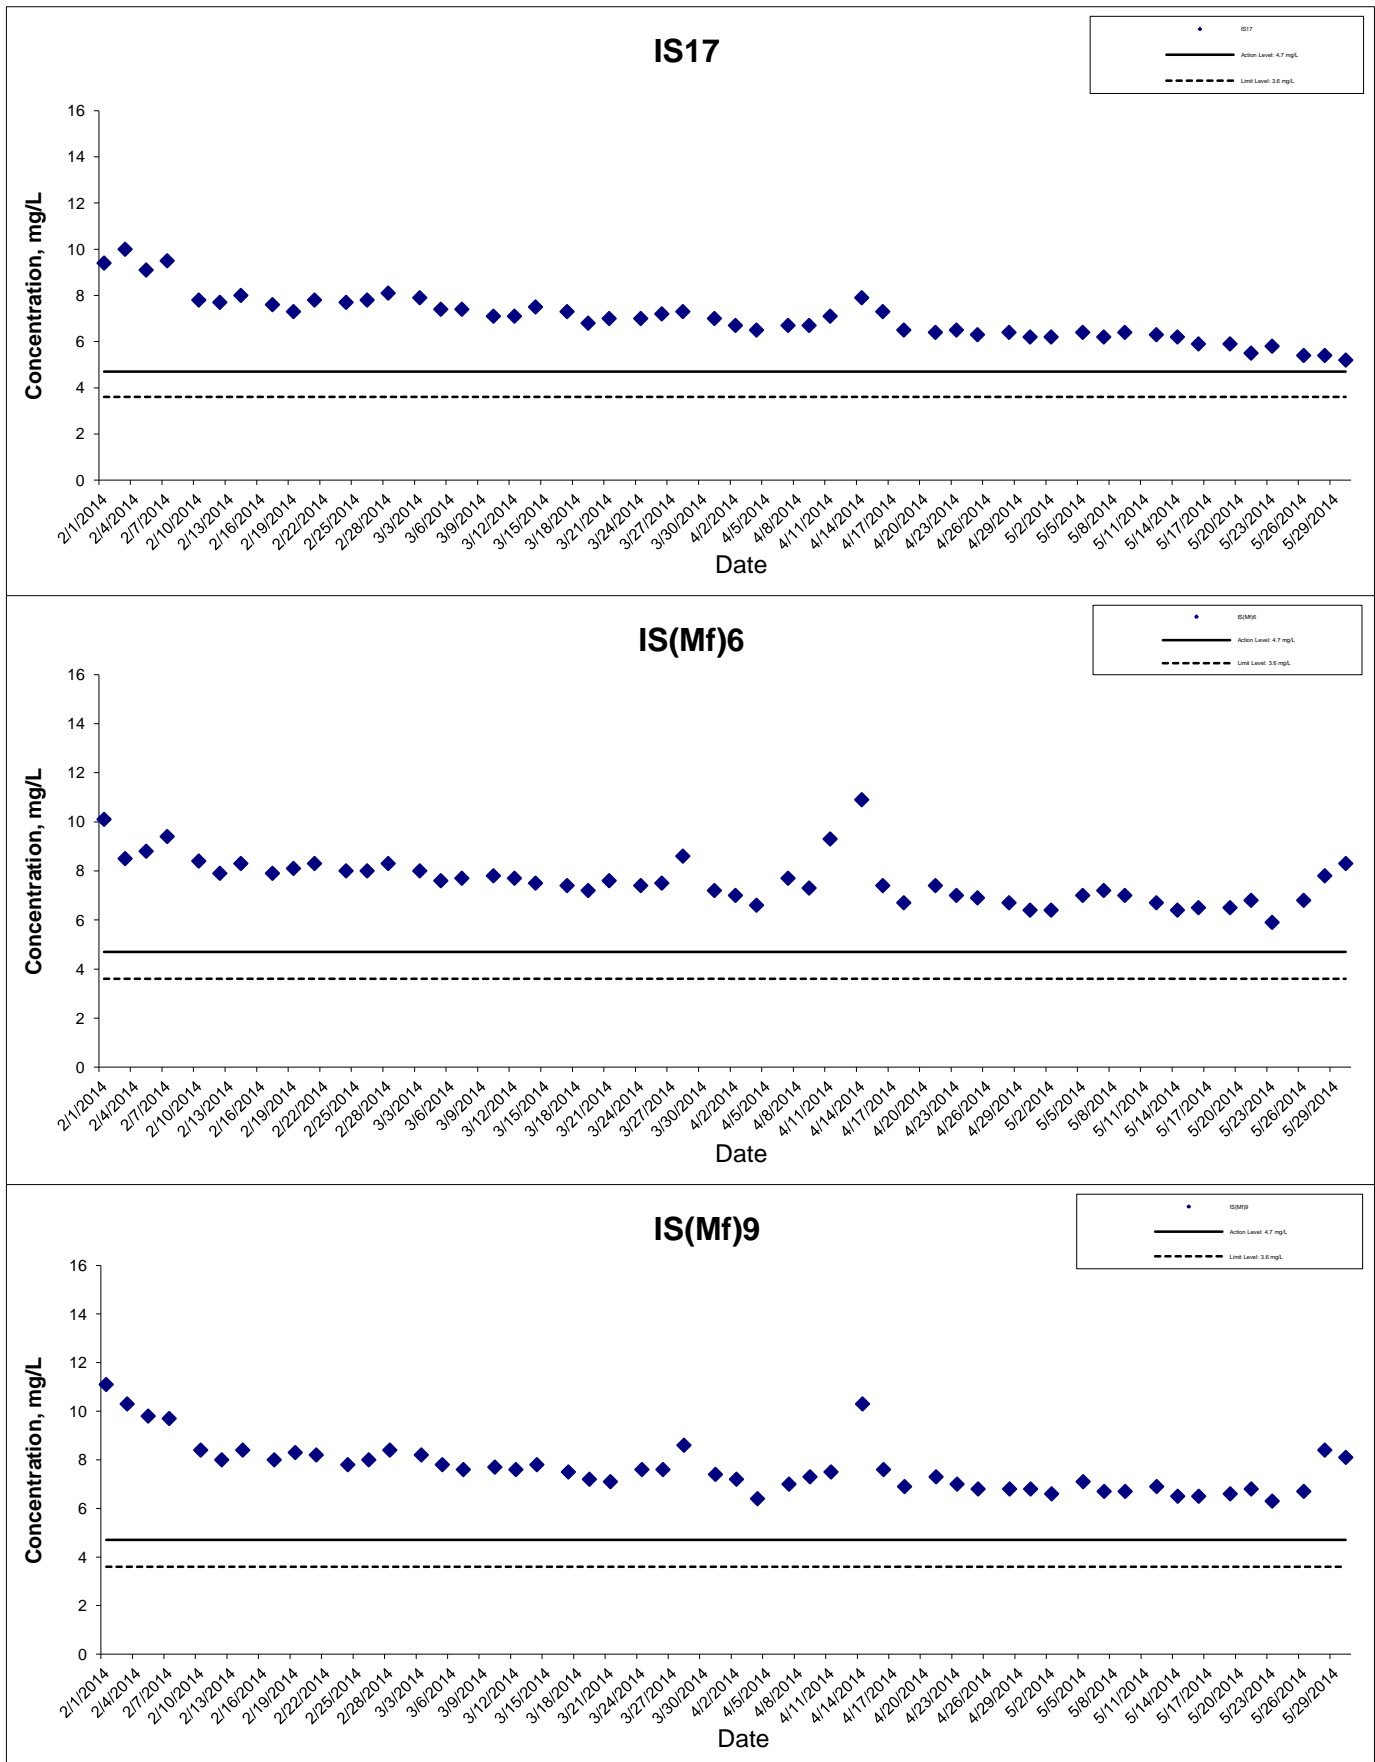 IS17
IS17
Action Level: 4.7 mg/L
Limit Level: 3.6 mg/L
Concentration, mg/L
16
14
12
10
8
6
4
2
0
2/1/2014 2/4/2014 2/7/2014 2/10/2014 2/13/2014 2/16/2014 2/19/2014 2/22/2014 2/25/2014 2/28/2014 3/3/2014 3/6/2014 3/9/2014 3/12/2014 3/15/2014 3/18/2014 3/21/2014 3/24/2014 3/27/2014 3/30/2014 4/2/2014 4/5/2014 4/8/2014 4/11/2014 4/14/2014 4/17/2014 4/20/2014 4/23/2014 4/26/2014 4/29/2014 5/2/2014 5/5/2014 5/8/2014 5/11/2014 5/14/2014 5/17/2014 5/20/2014 5/23/2014 5/26/2014 5/29/2014
Date
IS(Mf)6
IS(Mf)6
Action Level: 4.7 mg/L
Limit Level: 3.6 mg/L
Concentration, mg/L
16
14
12
10
8
6
4
2
0
2/1/2014 2/4/2014 2/7/2014 2/10/2014 2/13/2014 2/16/2014 2/19/2014 2/22/2014 2/25/2014 2/28/2014 3/3/2014 3/6/2014 3/9/2014 3/12/2014 3/15/2014 3/18/2014 3/21/2014 3/24/2014 3/27/2014 3/30/2014 4/2/2014 4/5/2014 4/8/2014 4/11/2014 4/14/2014 4/17/2014 4/20/2014 4/23/2014 4/26/2014 4/29/2014 5/2/2014 5/5/2014 5/8/2014 5/11/2014 5/14/2014 5/17/2014 5/20/2014 5/23/2014 5/26/2014 5/29/2014
Date
IS(Mf)9
IS(Mf)9
Action Level: 4.7 mg/L
Limit Level: 3.6 mg/L
Concentration, mg/L
16
14
12
10
8
6
4
2
0
2/1/2014 2/4/2014 2/7/2014 2/10/2014 2/13/2014 2/16/2014 2/19/2014 2/22/2014 2/25/2014 2/28/2014 3/3/2014 3/6/2014 3/9/2014 3/12/2014 3/15/2014 3/18/2014 3/21/2014 3/24/2014 3/27/2014 3/30/2014 4/2/2014 4/5/2014 4/8/2014 4/11/2014 4/14/2014 4/17/2014 4/20/2014 4/23/2014 4/26/2014 4/29/2014 5/2/2014 5/5/2014 5/8/2014 5/11/2014 5/14/2014 5/17/2014 5/20/2014 5/23/2014 5/26/2014 5/29/2014
Date